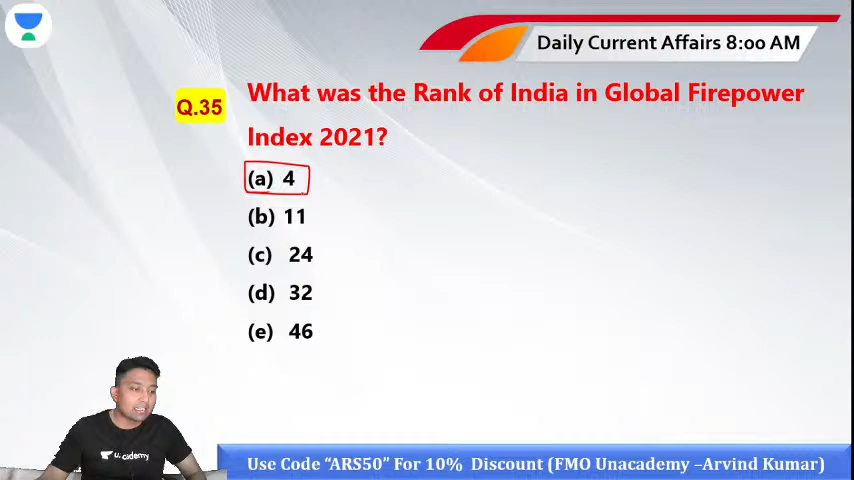 Daily Current Affairs 8:00 AM
Q.35
What was the Rank of India in Global Firepower
Index 2021?
(a) 4
(b) 11
(c) 24
(d) 32
(e) 46
unacademy
Use Code “ARS50” For 10% Discount (FMO Unacademy –Arvind Kumar)